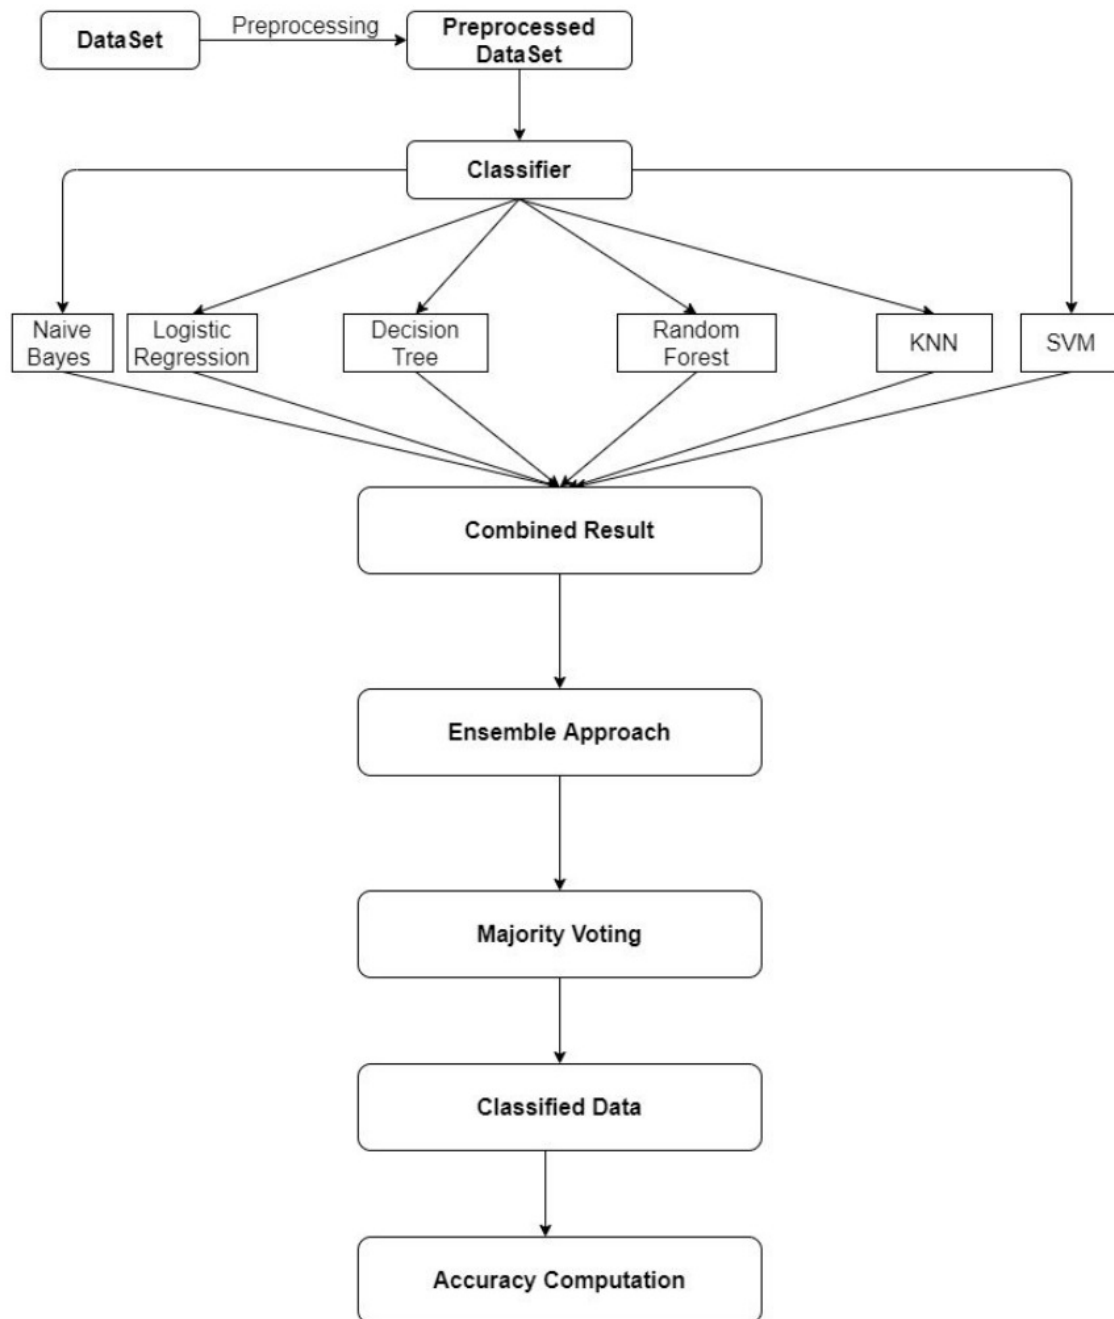 DataSet
Preprocessing
Preprocessed
DataSet
Classifier
Naive
Bayes
Logistic
Regression
Decision
Tree
Random
Forest
KNN
SVM
Combined Result
Ensemble Approach
Majority Voting
Classified Data
Accuracy Computation